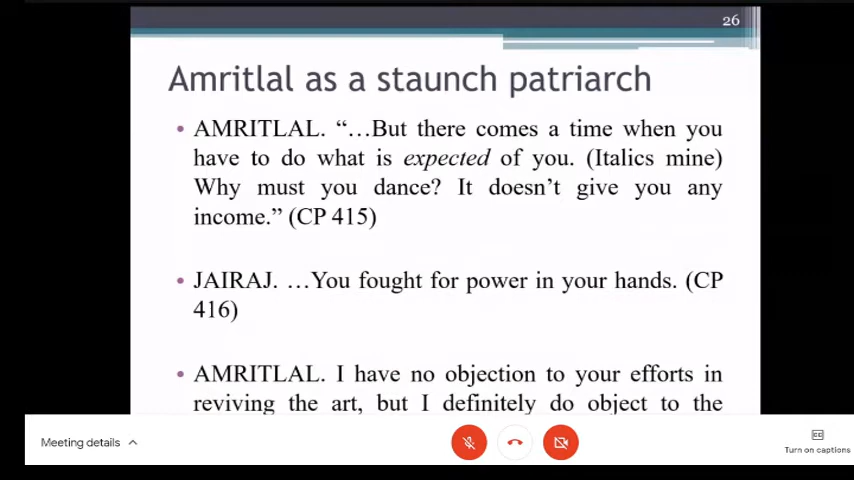 26
Amritlal as a staunch patriarch
• AMRITLAL. “…But there comes a time when you
have to do what is expected of you. (Italics mine)
Why must you dance? It doesn’t give you any
income.” (CP 415)
• JAIRAJ. …You fought for power in your hands. (CP
416)
• AMRITLAL. I have no objection to your efforts in
reviving the art, but I definitely do object to the
Meeting details
Turn on captions